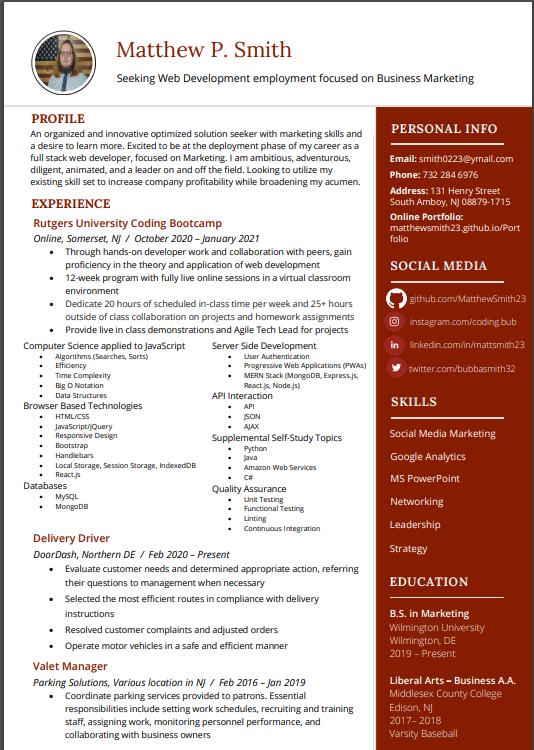 Matthew P. Smith
Seeking Web Development employment focused on Business Marketing
PROFILE
An organized and innovative optimized solution seeker with marketing skills and
a desire to learn more. Excited to be at the deployment phase of my career as a
full stack web developer, focused on Marketing. I am ambitious, adventurous,
diligent, animated, and a leader on and off the field. Looking to utilize my
existing skill set to increase company profitability while broadening my acumen.
EXPERIENCE
Rutgers University Coding Bootcamp
Online, Somerset, NJ / October 2020 – January 2021
• Through hands-on developer work and collaboration with peers, gain
proficiency in the theory and application of web development
• 12-week program with fully live online sessions in a virtual classroom
environment
• Dedicate 20 hours of scheduled in-class time per week and 25+ hours
outside of class collaboration on projects and homework assignments
• Provide live in class demonstrations and Agile Tech Lead for projects
Computer Science applied to JavaScript
• Algorithms (Searches, Sorts)
• Efficiency
• Time Complexity
• Big O Notation
• Data Structures
Browser Based Technologies
• HTML/CSS
• JavaScript/jQuery
• Responsive Design
• Bootstrap
• Handlebars
• Local Storage, Session Storage, IndexedDB
• React.js
Databases
• MySQL
• MongoDB
Server Side Development
• User Authentication
• Progressive Web Applications (PWAs)
• MERN Stack (MongoDB, Express.js,
React.js, Node.js)
API Interaction
• API
• JSON
• AJAX
Supplemental Self-Study Topics
• Python
• Java
• Amazon Web Services
• C#
Quality Assurance
• Unit Testing
• Functional Testing
• Linting
• Continuous Integration
Delivery Driver
DoorDash, Northern DE / Feb 2020 – Present
• Evaluate customer needs and determined appropriate action, referring
their questions to management when necessary
• Selected the most efficient routes in compliance with delivery
instructions
• Resolved customer complaints and adjusted orders
• Operate motor vehicles in a safe and efficient manner
Valet Manager
Parking Solutions, Various location in NJ / Feb 2016 – Jan 2019
• Coordinate parking services provided to patrons. Essential
responsibilities include setting work schedules, recruiting and training
staff, assigning work, monitoring personnel performance, and
collaborating with business owners
PERSONAL INFO
Email: smith0223@ymail.com
Phone: 732 284 6976
Address: 131 Henry Street
South Amboy, NJ 08879-1715
Online Portfolio:
matthewsmith23.github.io/Port
folio
SOCIAL MEDIA
github.com/MatthewSmith23
instagram.com/coding.bub
linkedin.com/in/mattsmith23
twitter.com/bubbasmith32
SKILLS
Social Media Marketing
Google Analytics
MS PowerPoint
Networking
Leadership
Strategy
EDUCATION
B.S. in Marketing
Wilmington University
Wilmington, DE
2019 – Present
Liberal Arts – Business A.A.
Middlesex County College
Edison, NJ
2017– 2018
Varsity Baseball